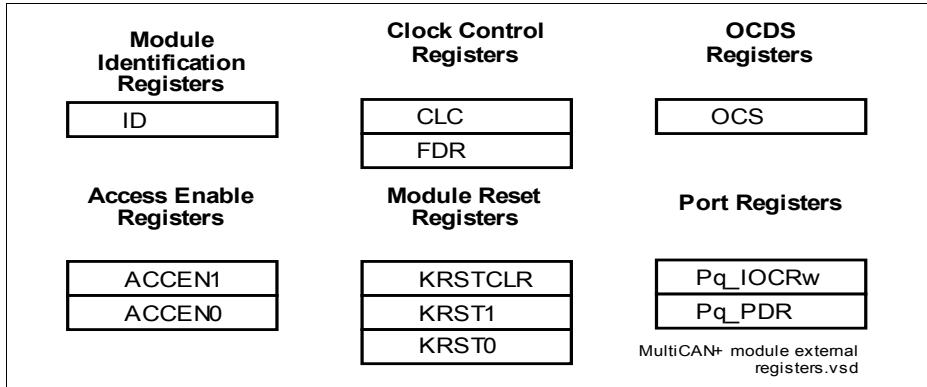 Module
Identification
Registers
ID
Clock Control
Registers
CLC
FDR
OCDS
Registers
OCS
Access Enable
Registers
ACCEN1
ACCEN0
Module Reset
Registers
KRSTCLR
KRST1
KRST0
Port Registers
Pq_IOCRw
Pq_PDR
MultiCAN+ module external
registers.vsd